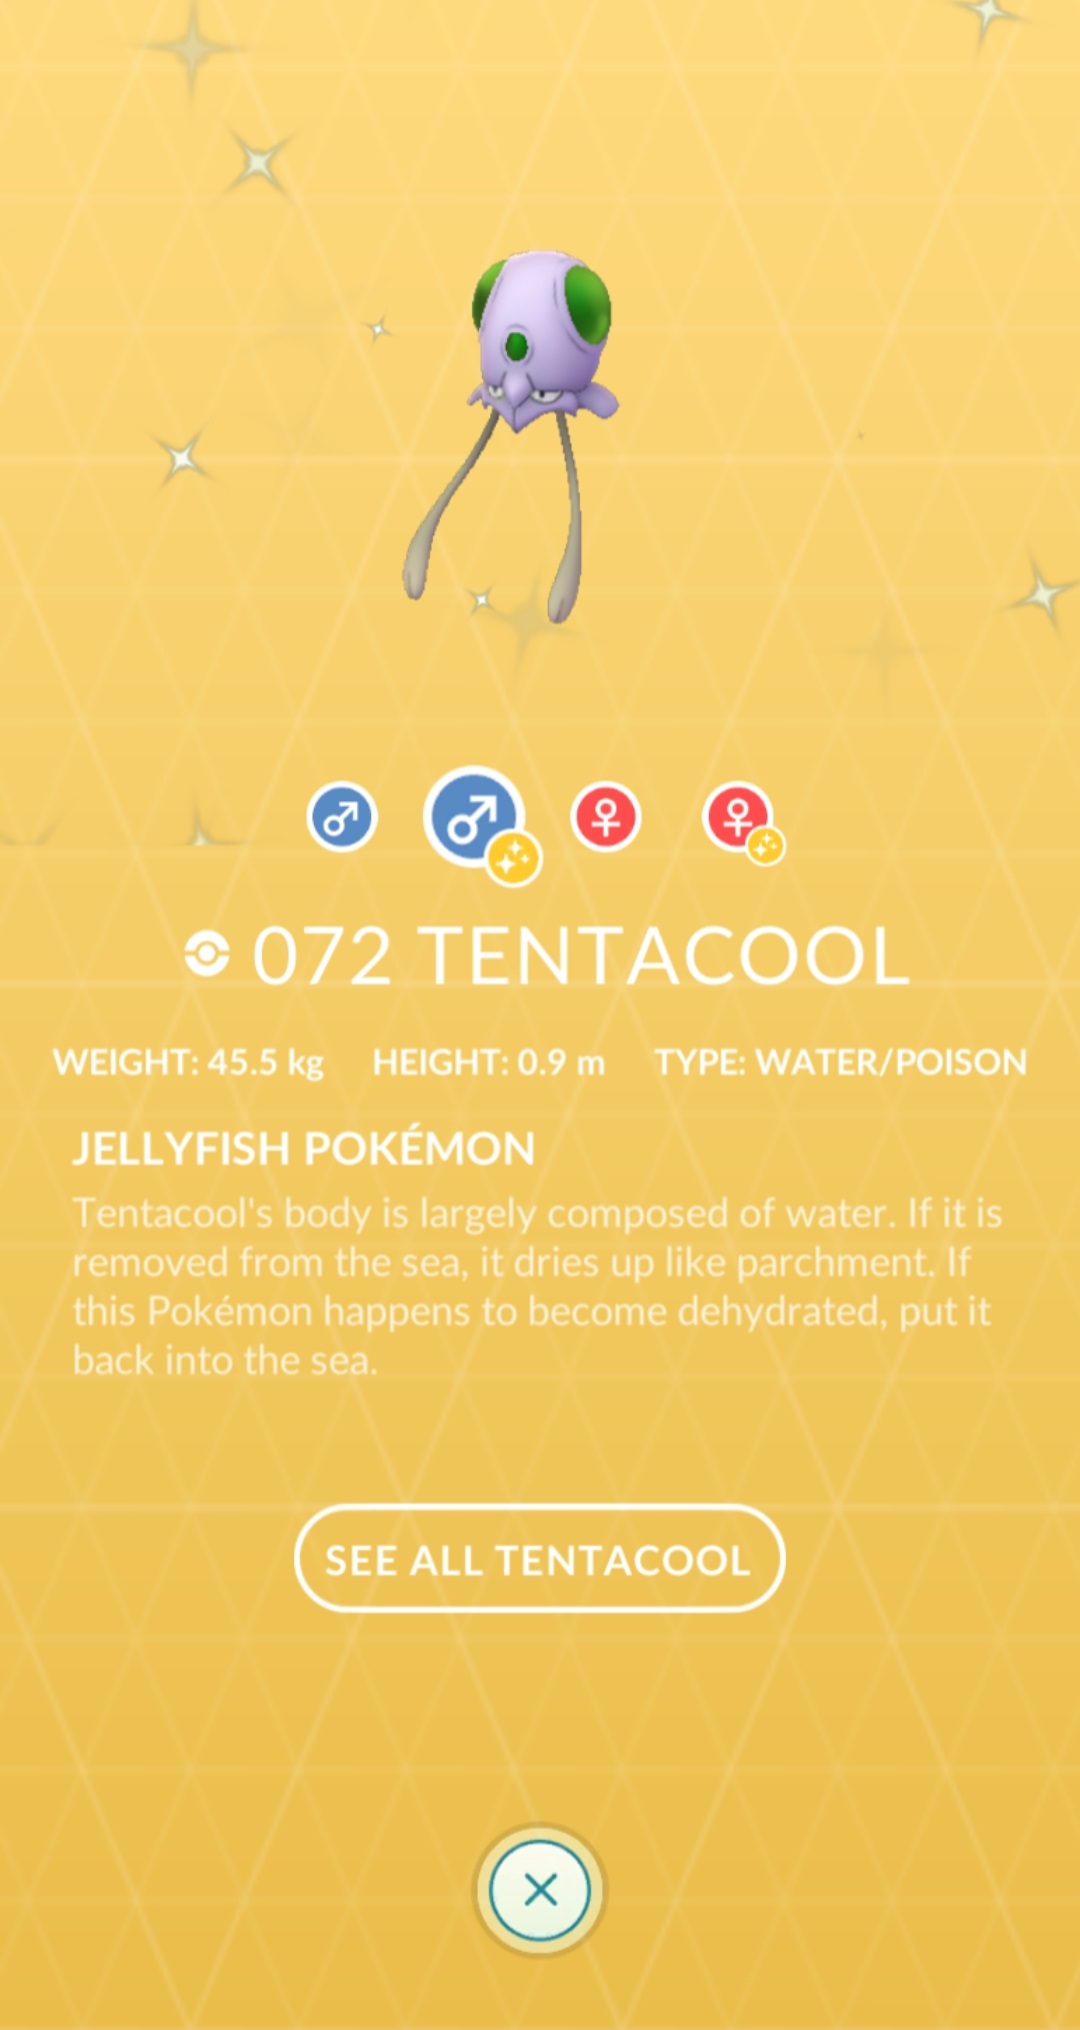 072 TENTACOOL
WEIGHT: 45.5 kg HEIGHT: 0.9 m TYPE: WATER/POISON
JELLYFISH POKÉMON
Tentacool's body is largely composed of water. If it is
removed from the sea, it dries up like parchment. If
this Pokémon happens to become dehydrated, put it
back into the sea.
SEE ALL TENTACOOL